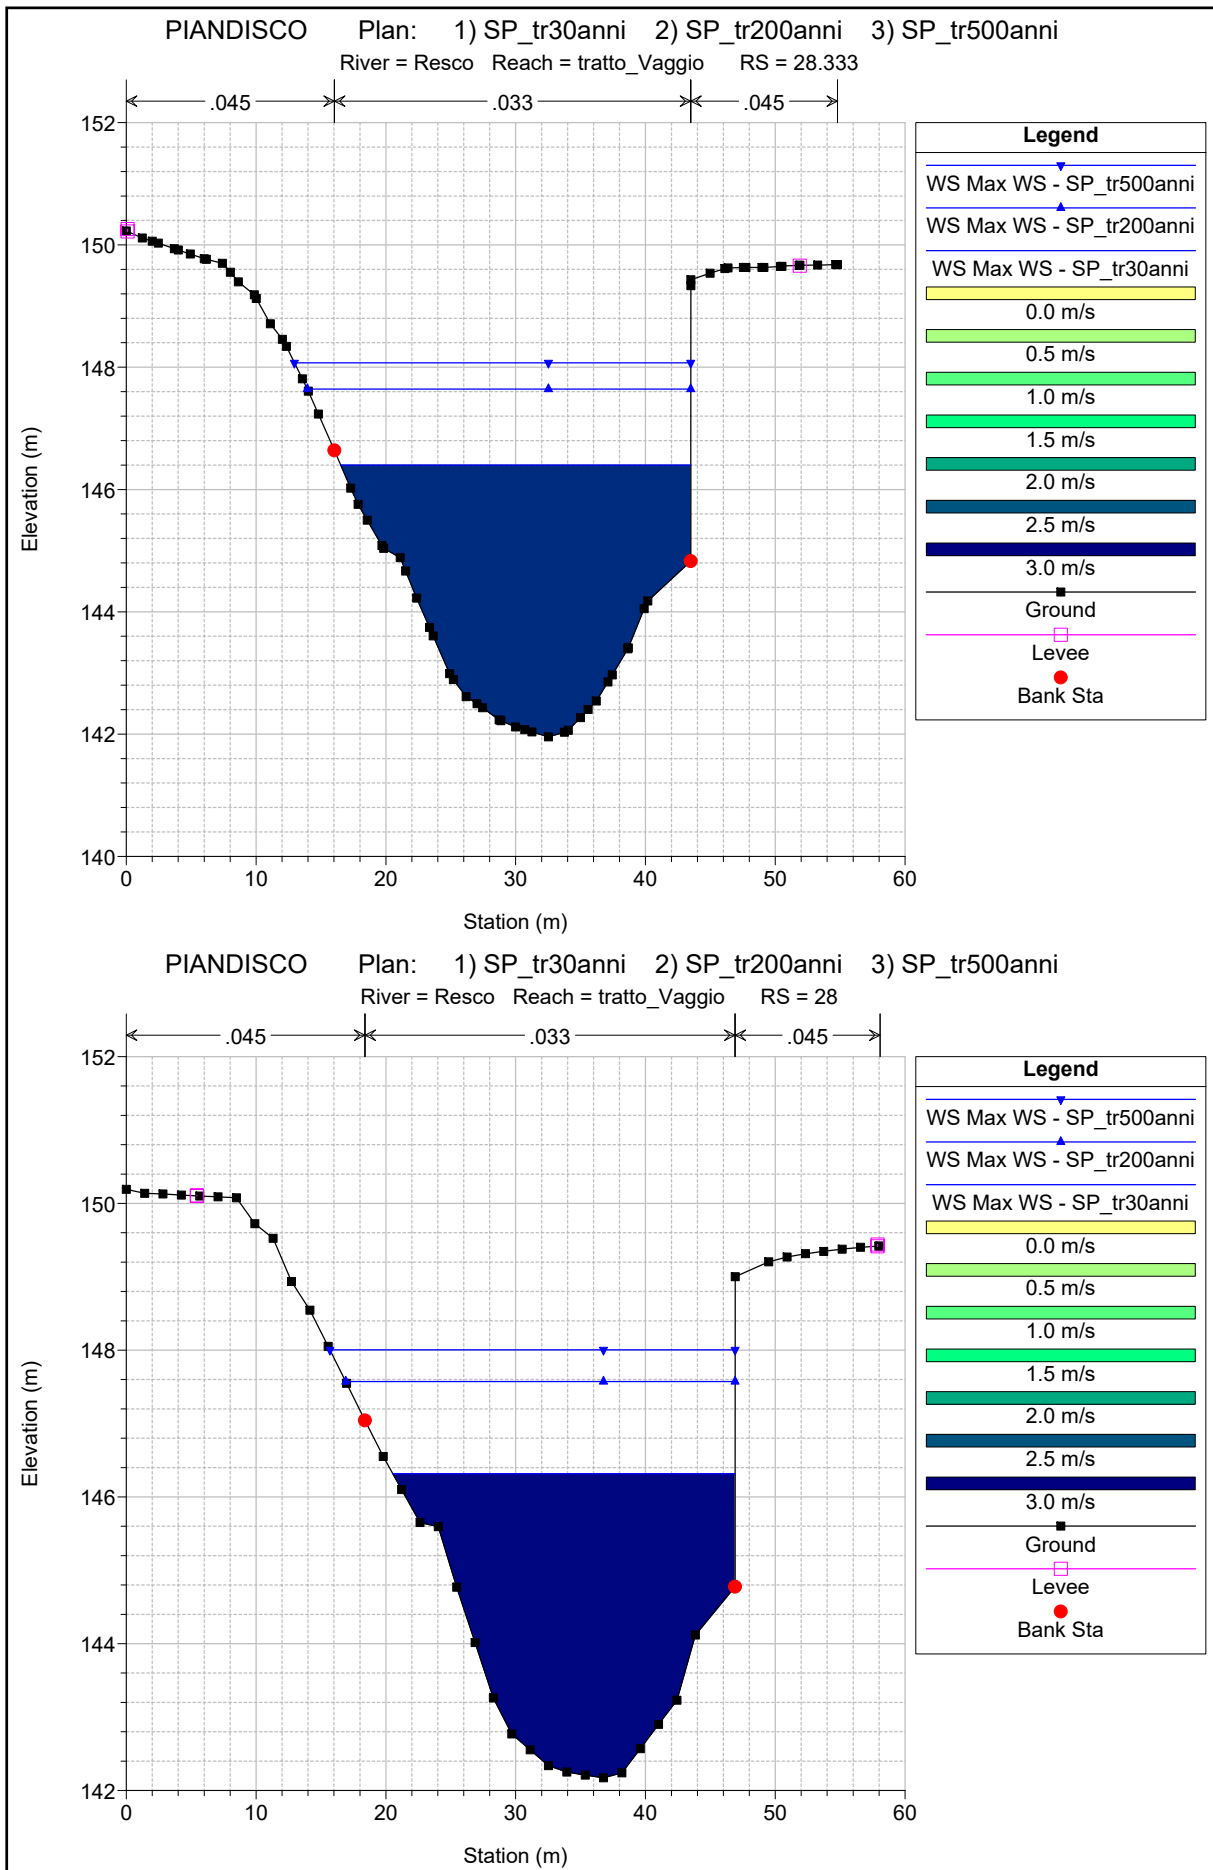 PIANDISCO Plan: 1) SP_tr30anni 2) SP_tr200anni 3) SP_tr500anni
River = Resco Reach = tratto_Vaggio RS = 28.333
.045 .033 .045
Legend
WS Max WS - SP_tr500anni
WS Max WS - SP_tr200anni
WS Max WS - SP_tr30anni
0.0 m/s
0.5 m/s
1.0 m/s
1.5 m/s
2.0 m/s
2.5 m/s
3.0 m/s
Ground
Levee
Bank Sta
Elevation (m)
152
150
148
146
144
142
140
0 10 20 30 40 50 60
Station (m)
PIANDISCO Plan: 1) SP_tr30anni 2) SP_tr200anni 3) SP_tr500anni
River = Resco Reach = tratto_Vaggio RS = 28
.045 .033 .045
Legend
WS Max WS - SP_tr500anni
WS Max WS - SP_tr200anni
WS Max WS - SP_tr30anni
0.0 m/s
0.5 m/s
1.0 m/s
1.5 m/s
2.0 m/s
2.5 m/s
3.0 m/s
Ground
Levee
Bank Sta
Elevation (m)
152
150
148
146
144
142
0 10 20 30 40 50 60
Station (m)